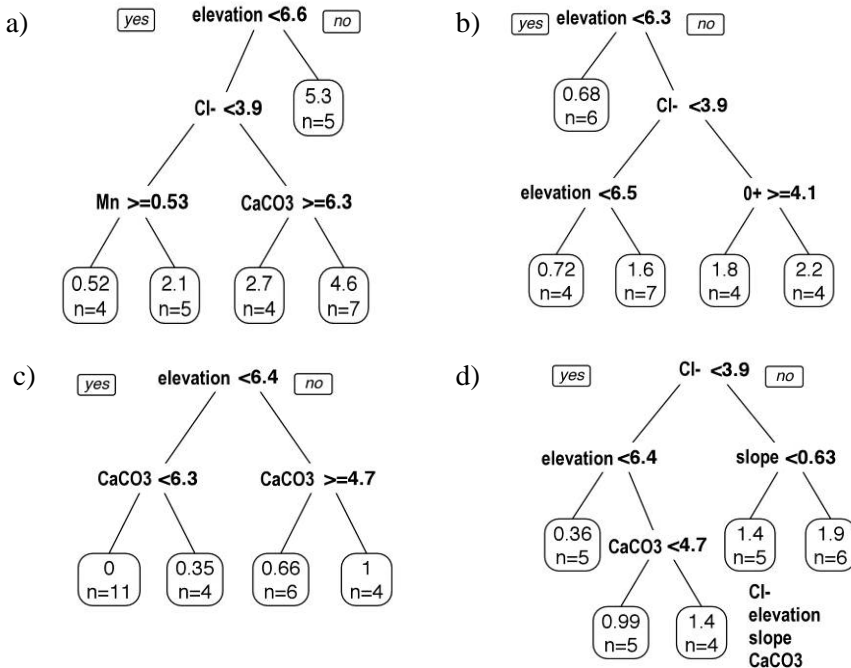 a)
yes
elevation <6.6
no
5.3
n=5
Cl- <3.9
Mn >=0.53
CaCO3 >=6.3
0.52
n=4
2.1
n=5
2.7
n=4
4.6
n=7
b)
yes
elevation <6.3
no
0.68
n=6
Cl- <3.9
elevation <6.5
0+ >=4.1
0.72
n=4
1.6
n=7
1.8
n=4
2.2
n=4
c)
yes
elevation <6.4
no
CaCO3 <6.3
CaCO3 >=4.7
0
n=11
0.35
n=4
0.66
n=6
1
n=4
d)
yes
Cl- <3.9
no
elevation <6.4
slope <0.63
0.36
n=5
CaCO3 <4.7
1.4
n=5
1.9
n=6
0.99
n=5
1.4
n=4
Cl-
elevation
slope
CaCO3